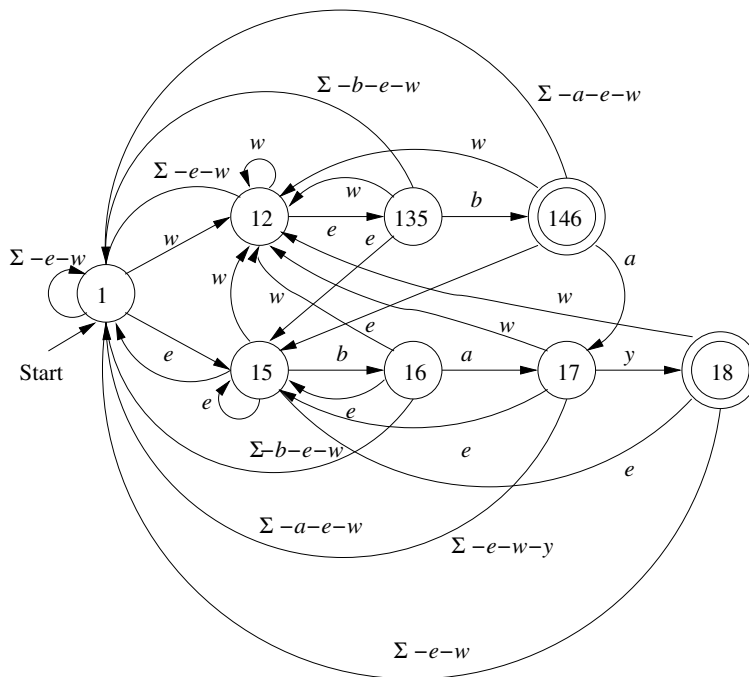 Σ −b−e−w
Σ −a−e−w
w
w
Σ −e−w
w
b
12
135
146
e
e
w
Σ −e−w
a
w
1
w
w
e
w
Start
e
b
a
y
15
16
17
18
e
e
Σ−b−e−w
e
e
Σ −a−e−w
Σ −e−w−y
Σ −e−w